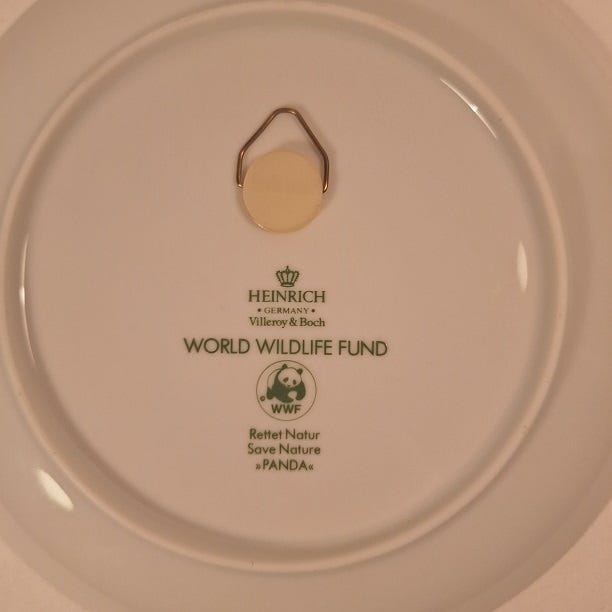 HEINRICH
• GERMANY •
Villeroy & Boch
WORLD WILDLIFE FUND
WWF
Rettet Natur
Save Nature
»PANDA«